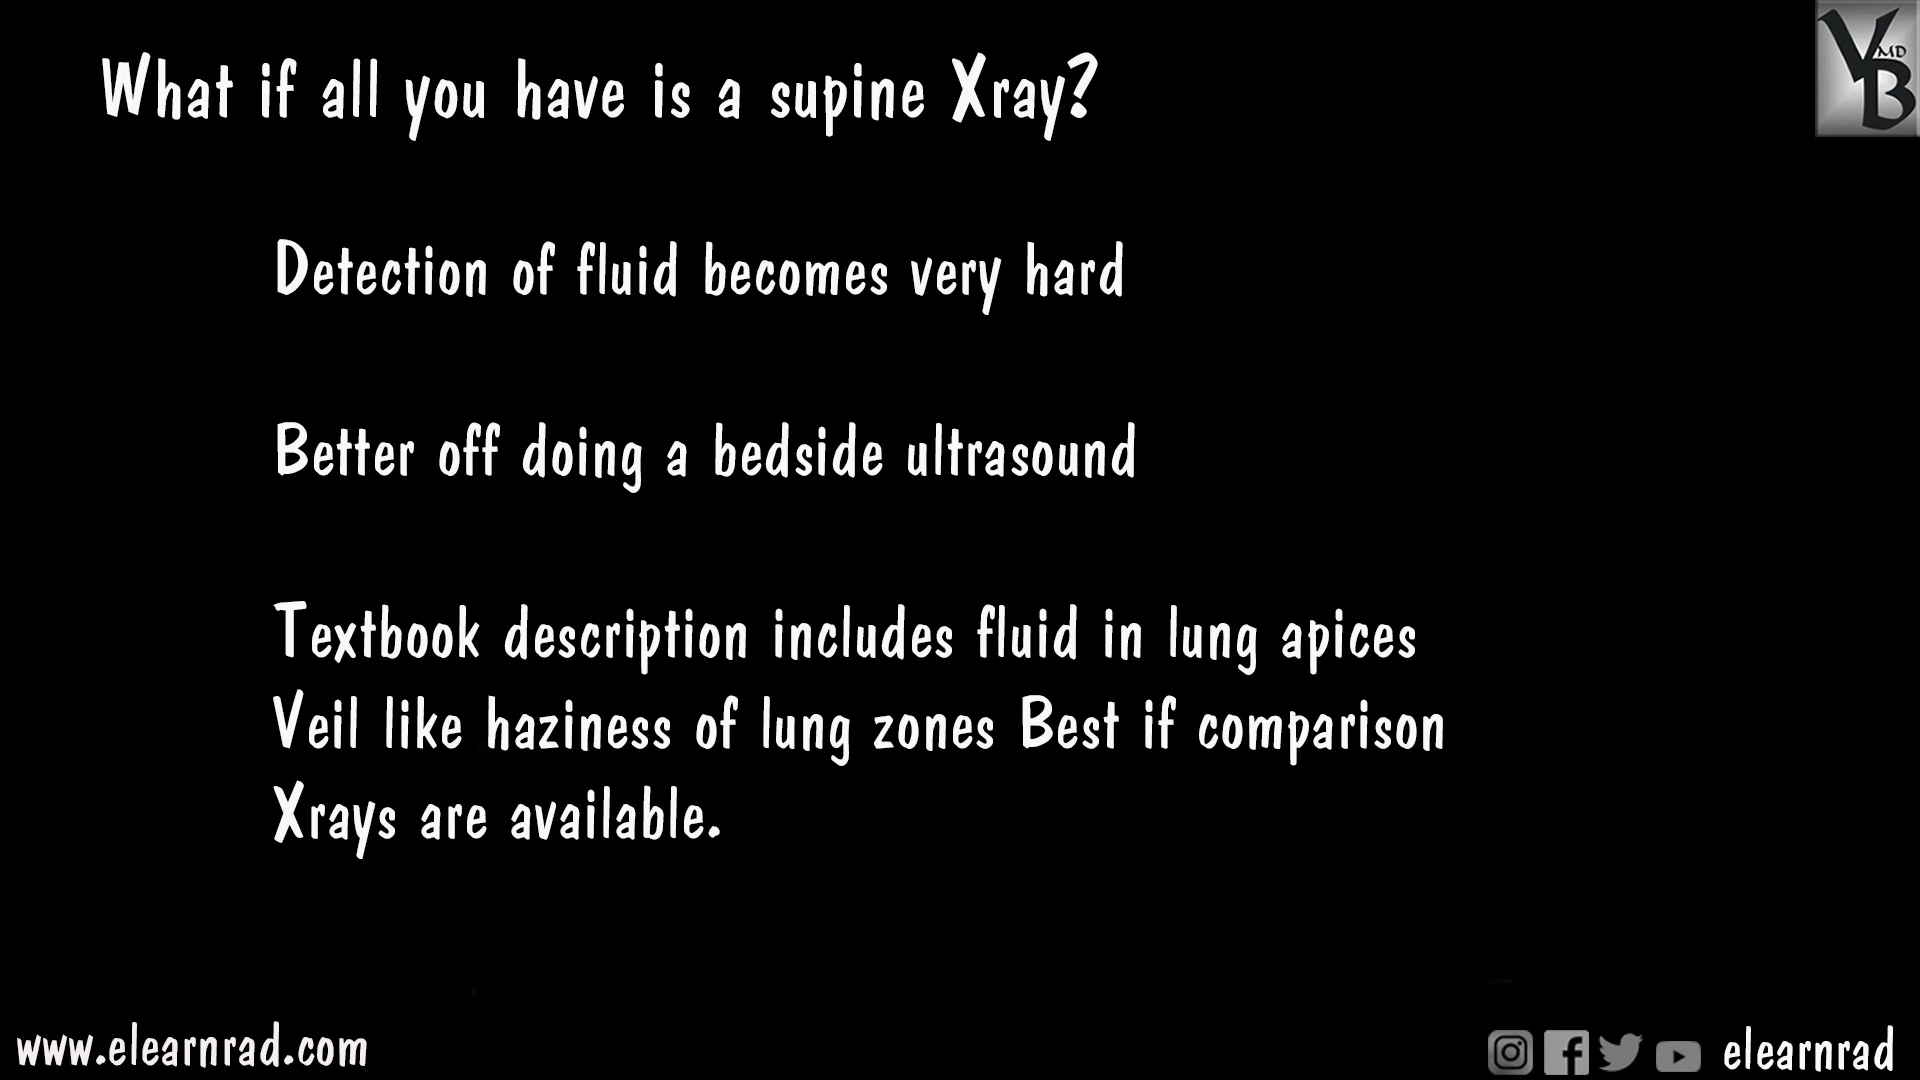 What if all you have is a supine Xray?
VB MD
Detection of fluid becomes very hard
Better off doing a bedside ultrasound
Textbook description includes fluid in lung apices
Veil like haziness of lung zones Best if comparison
Xrays are available.
www.elearnrad.com
elearnrad